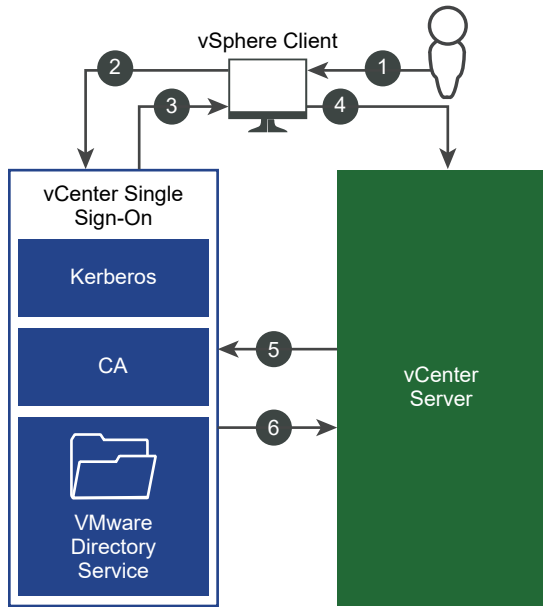 vSphere Client
1
2
3
4
vCenter Single
Sign-On
Kerberos
CA
VMware
Directory
Service
5
6
vCenter
Server